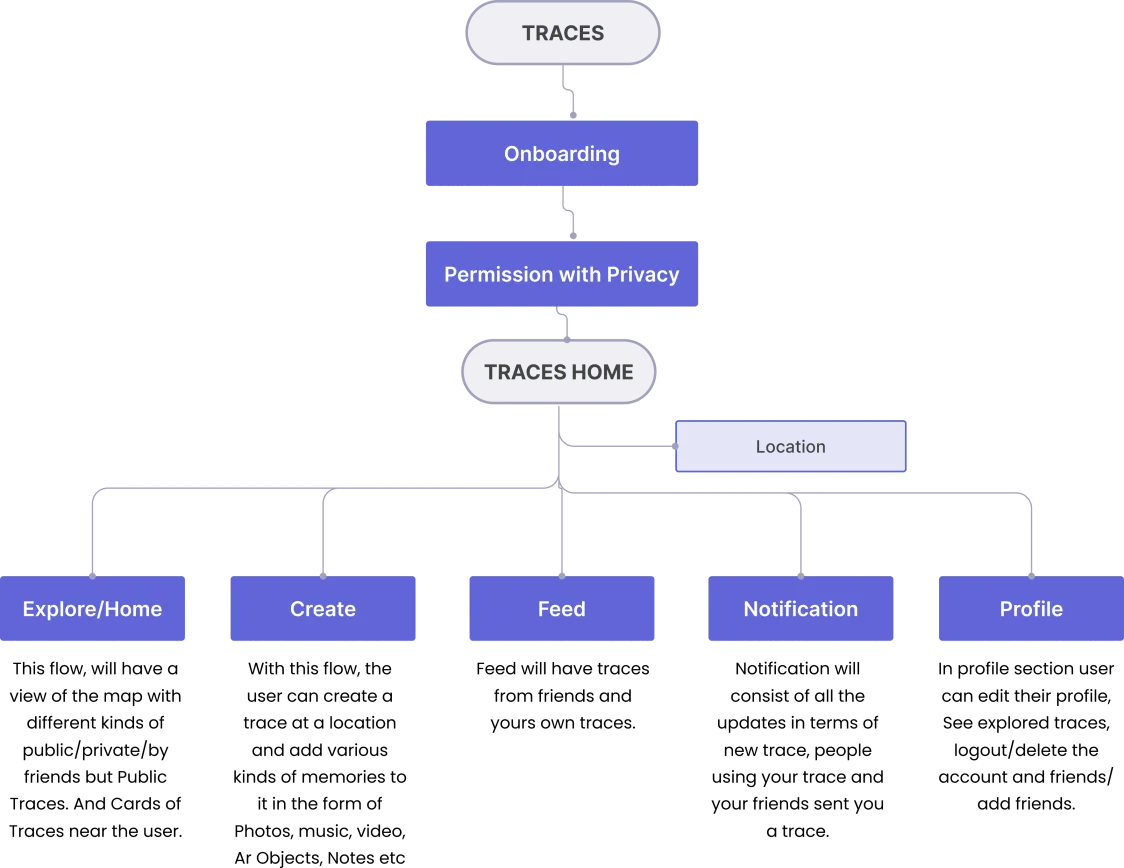 TRACES
Onboarding
Permission with Privacy
TRACES HOME
Location
Explore/Home
This flow, will have a
view of the map with
different kinds of
public/private/by
friends but Public
Traces. And Cards of
Traces near the user.
Create
With this flow, the
user can create a
trace at a location
and add various
kinds of memories to
it in the form of
Photos, music, video,
Ar Objects, Notes etc
Feed
Feed will have traces
from friends and
yours own traces.
Notification
Notification will
consist of all the
updates in terms of
new trace, people
using your trace and
your friends sent you
a trace.
Profile
In profile section user
can edit their profile,
See explored traces,
logout/delete the
account and friends/
add friends.